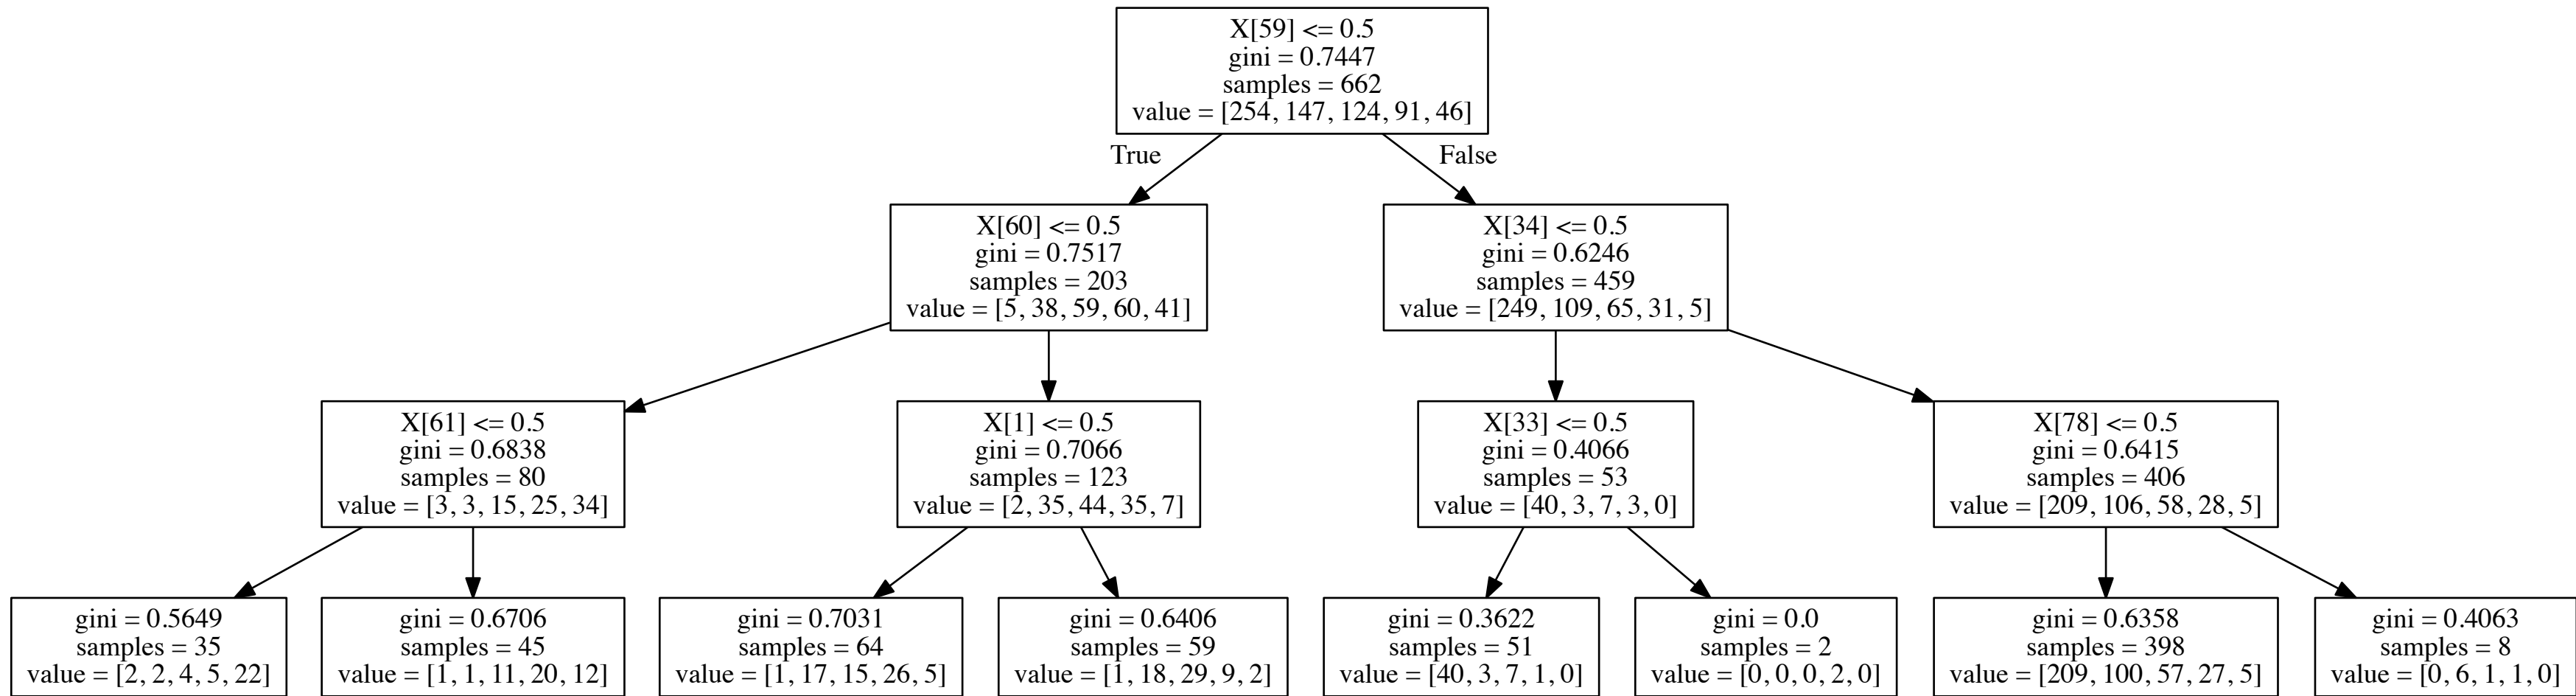 X[59] <= 0.5
gini = 0.7447
samples = 662
value = [254, 147, 124, 91, 46]
True
False
X[60] <= 0.5
gini = 0.7517
samples = 203
value = [5, 38, 59, 60, 41]
X[34] <= 0.5
gini = 0.6246
samples = 459
value = [249, 109, 65, 31, 5]
X[61] <= 0.5
gini = 0.6838
samples = 80
value = [3, 3, 15, 25, 34]
X[1] <= 0.5
gini = 0.7066
samples = 123
value = [2, 35, 44, 35, 7]
X[33] <= 0.5
gini = 0.4066
samples = 53
value = [40, 3, 7, 3, 0]
X[78] <= 0.5
gini = 0.6415
samples = 406
value = [209, 106, 58, 28, 5]
gini = 0.5649
samples = 35
value = [2, 2, 4, 5, 22]
gini = 0.6706
samples = 45
value = [1, 1, 11, 20, 12]
gini = 0.7031
samples = 64
value = [1, 17, 15, 26, 5]
gini = 0.6406
samples = 59
value = [1, 18, 29, 9, 2]
gini = 0.3622
samples = 51
value = [40, 3, 7, 1, 0]
gini = 0.0
samples = 2
value = [0, 0, 0, 2, 0]
gini = 0.6358
samples = 398
value = [209, 100, 57, 27, 5]
gini = 0.4063
samples = 8
value = [0, 6, 1, 1, 0]